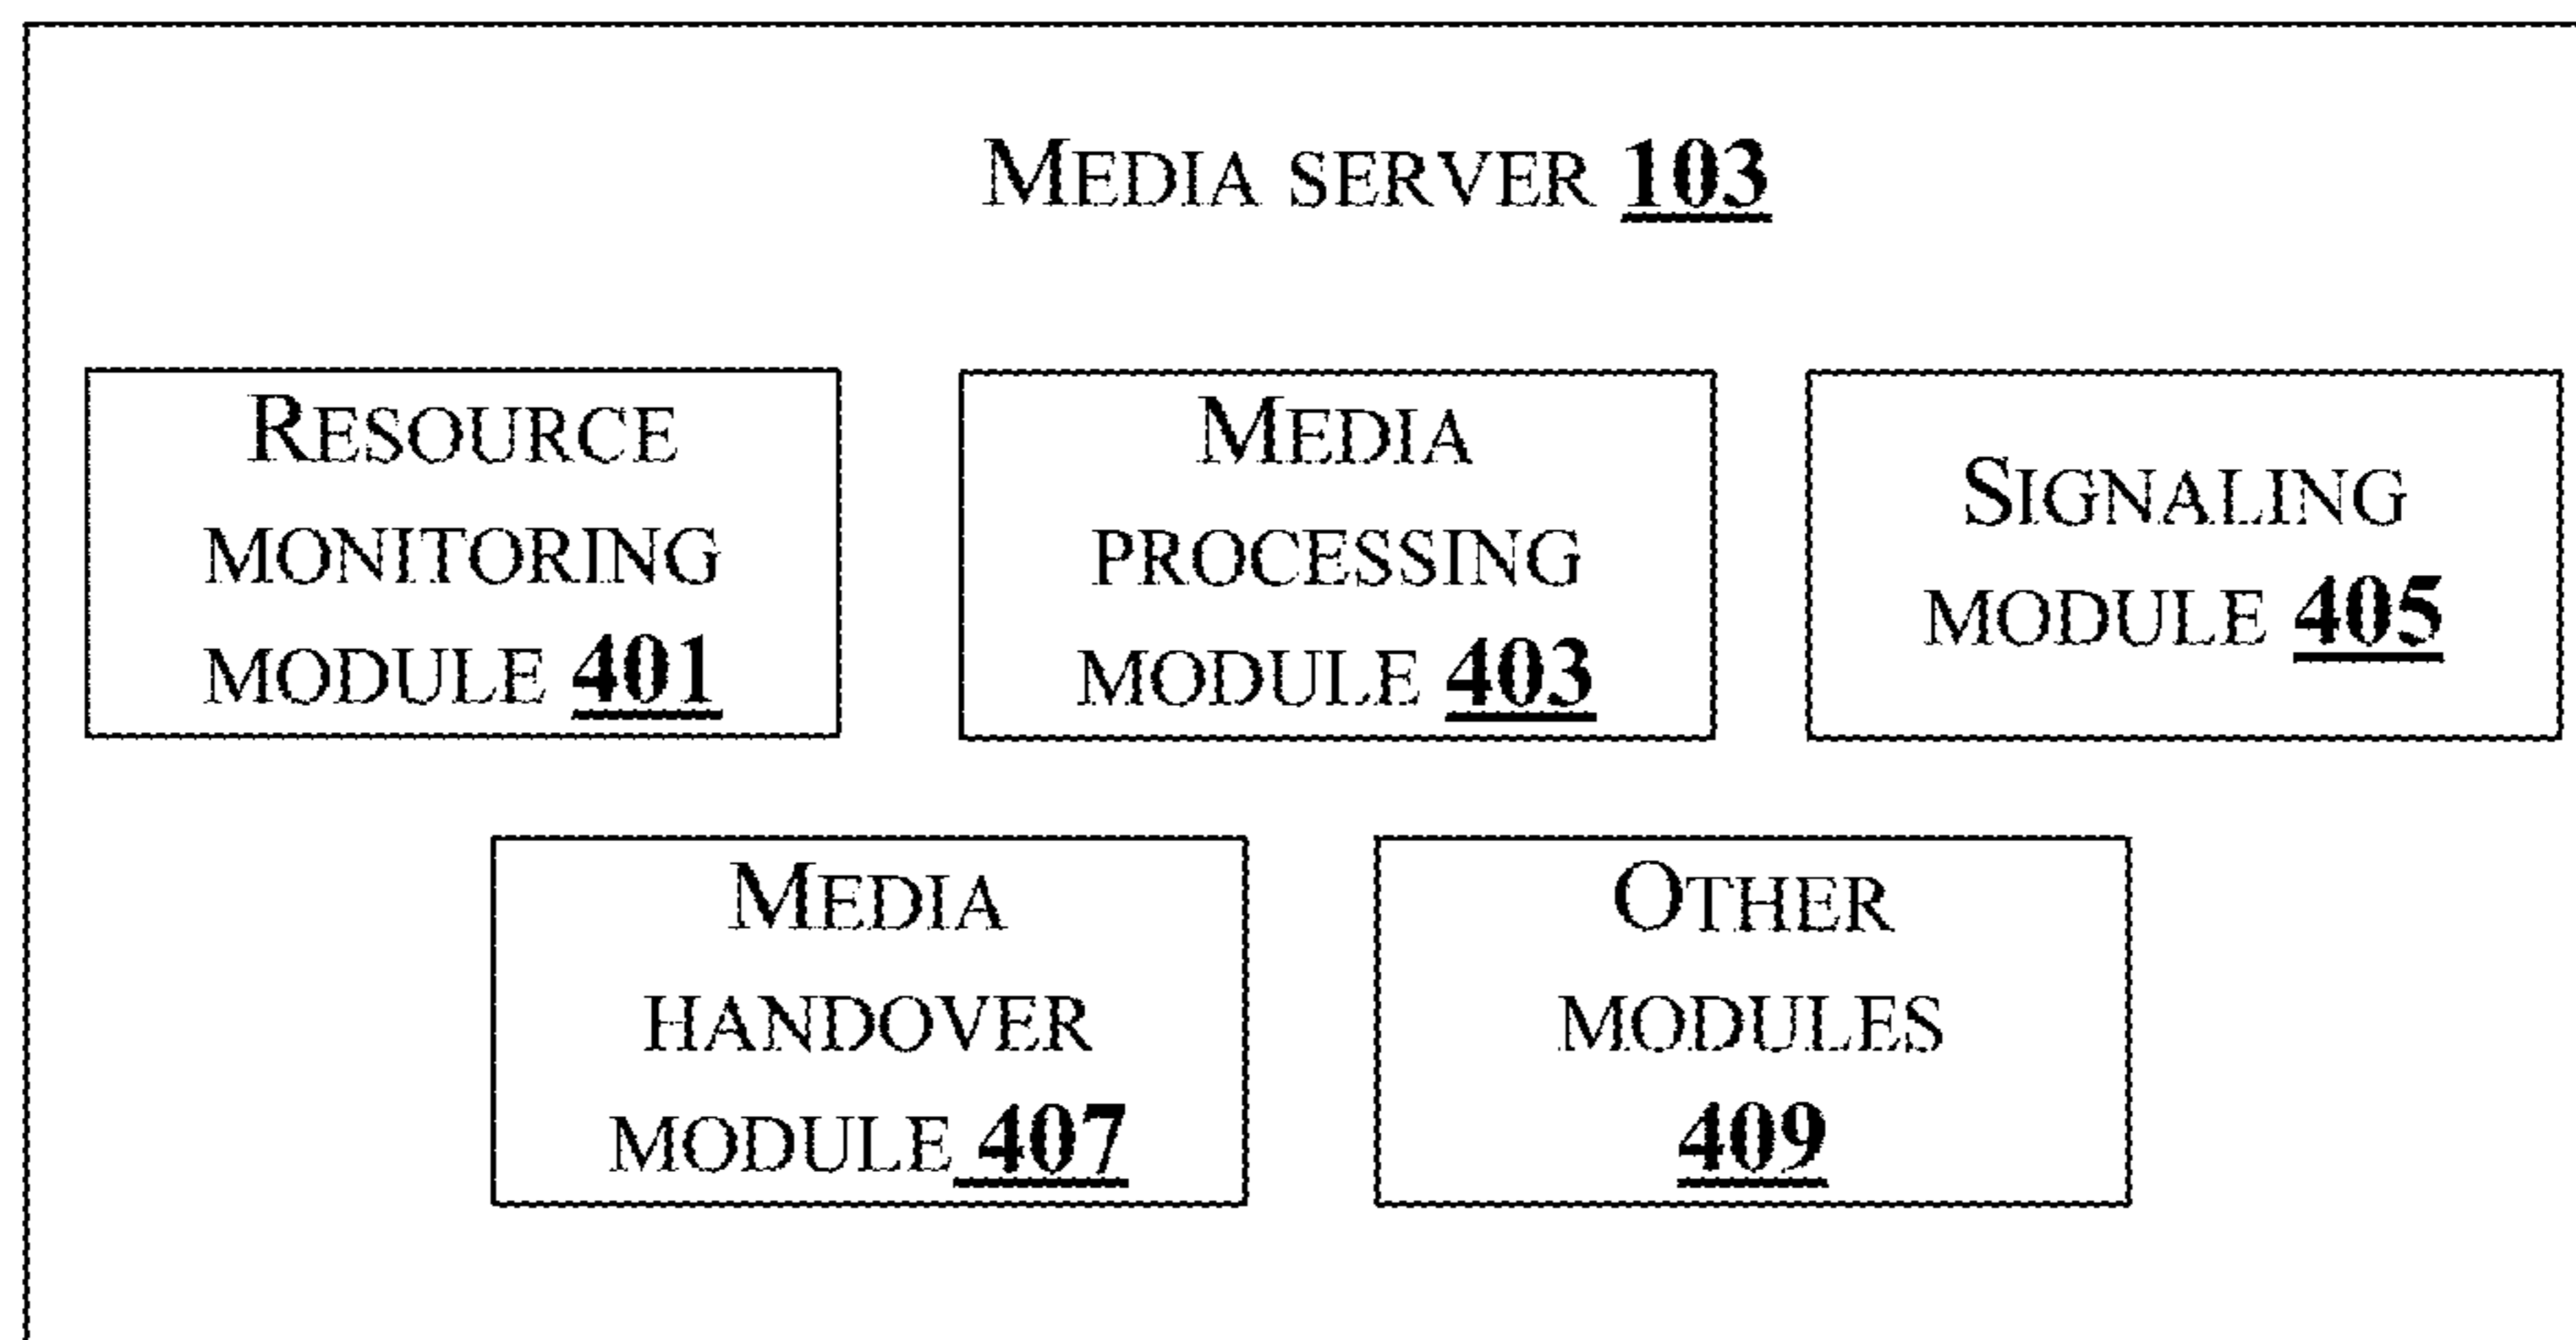 MEDIA SERVER 103
RESOURCE
MONITORING
MODULE 401
MEDIA
PROCESSING
MODULE 403
SIGNALING
MODULE 405
MEDIA
HANDOVER
MODULE 407
OTHER
MODULES
409